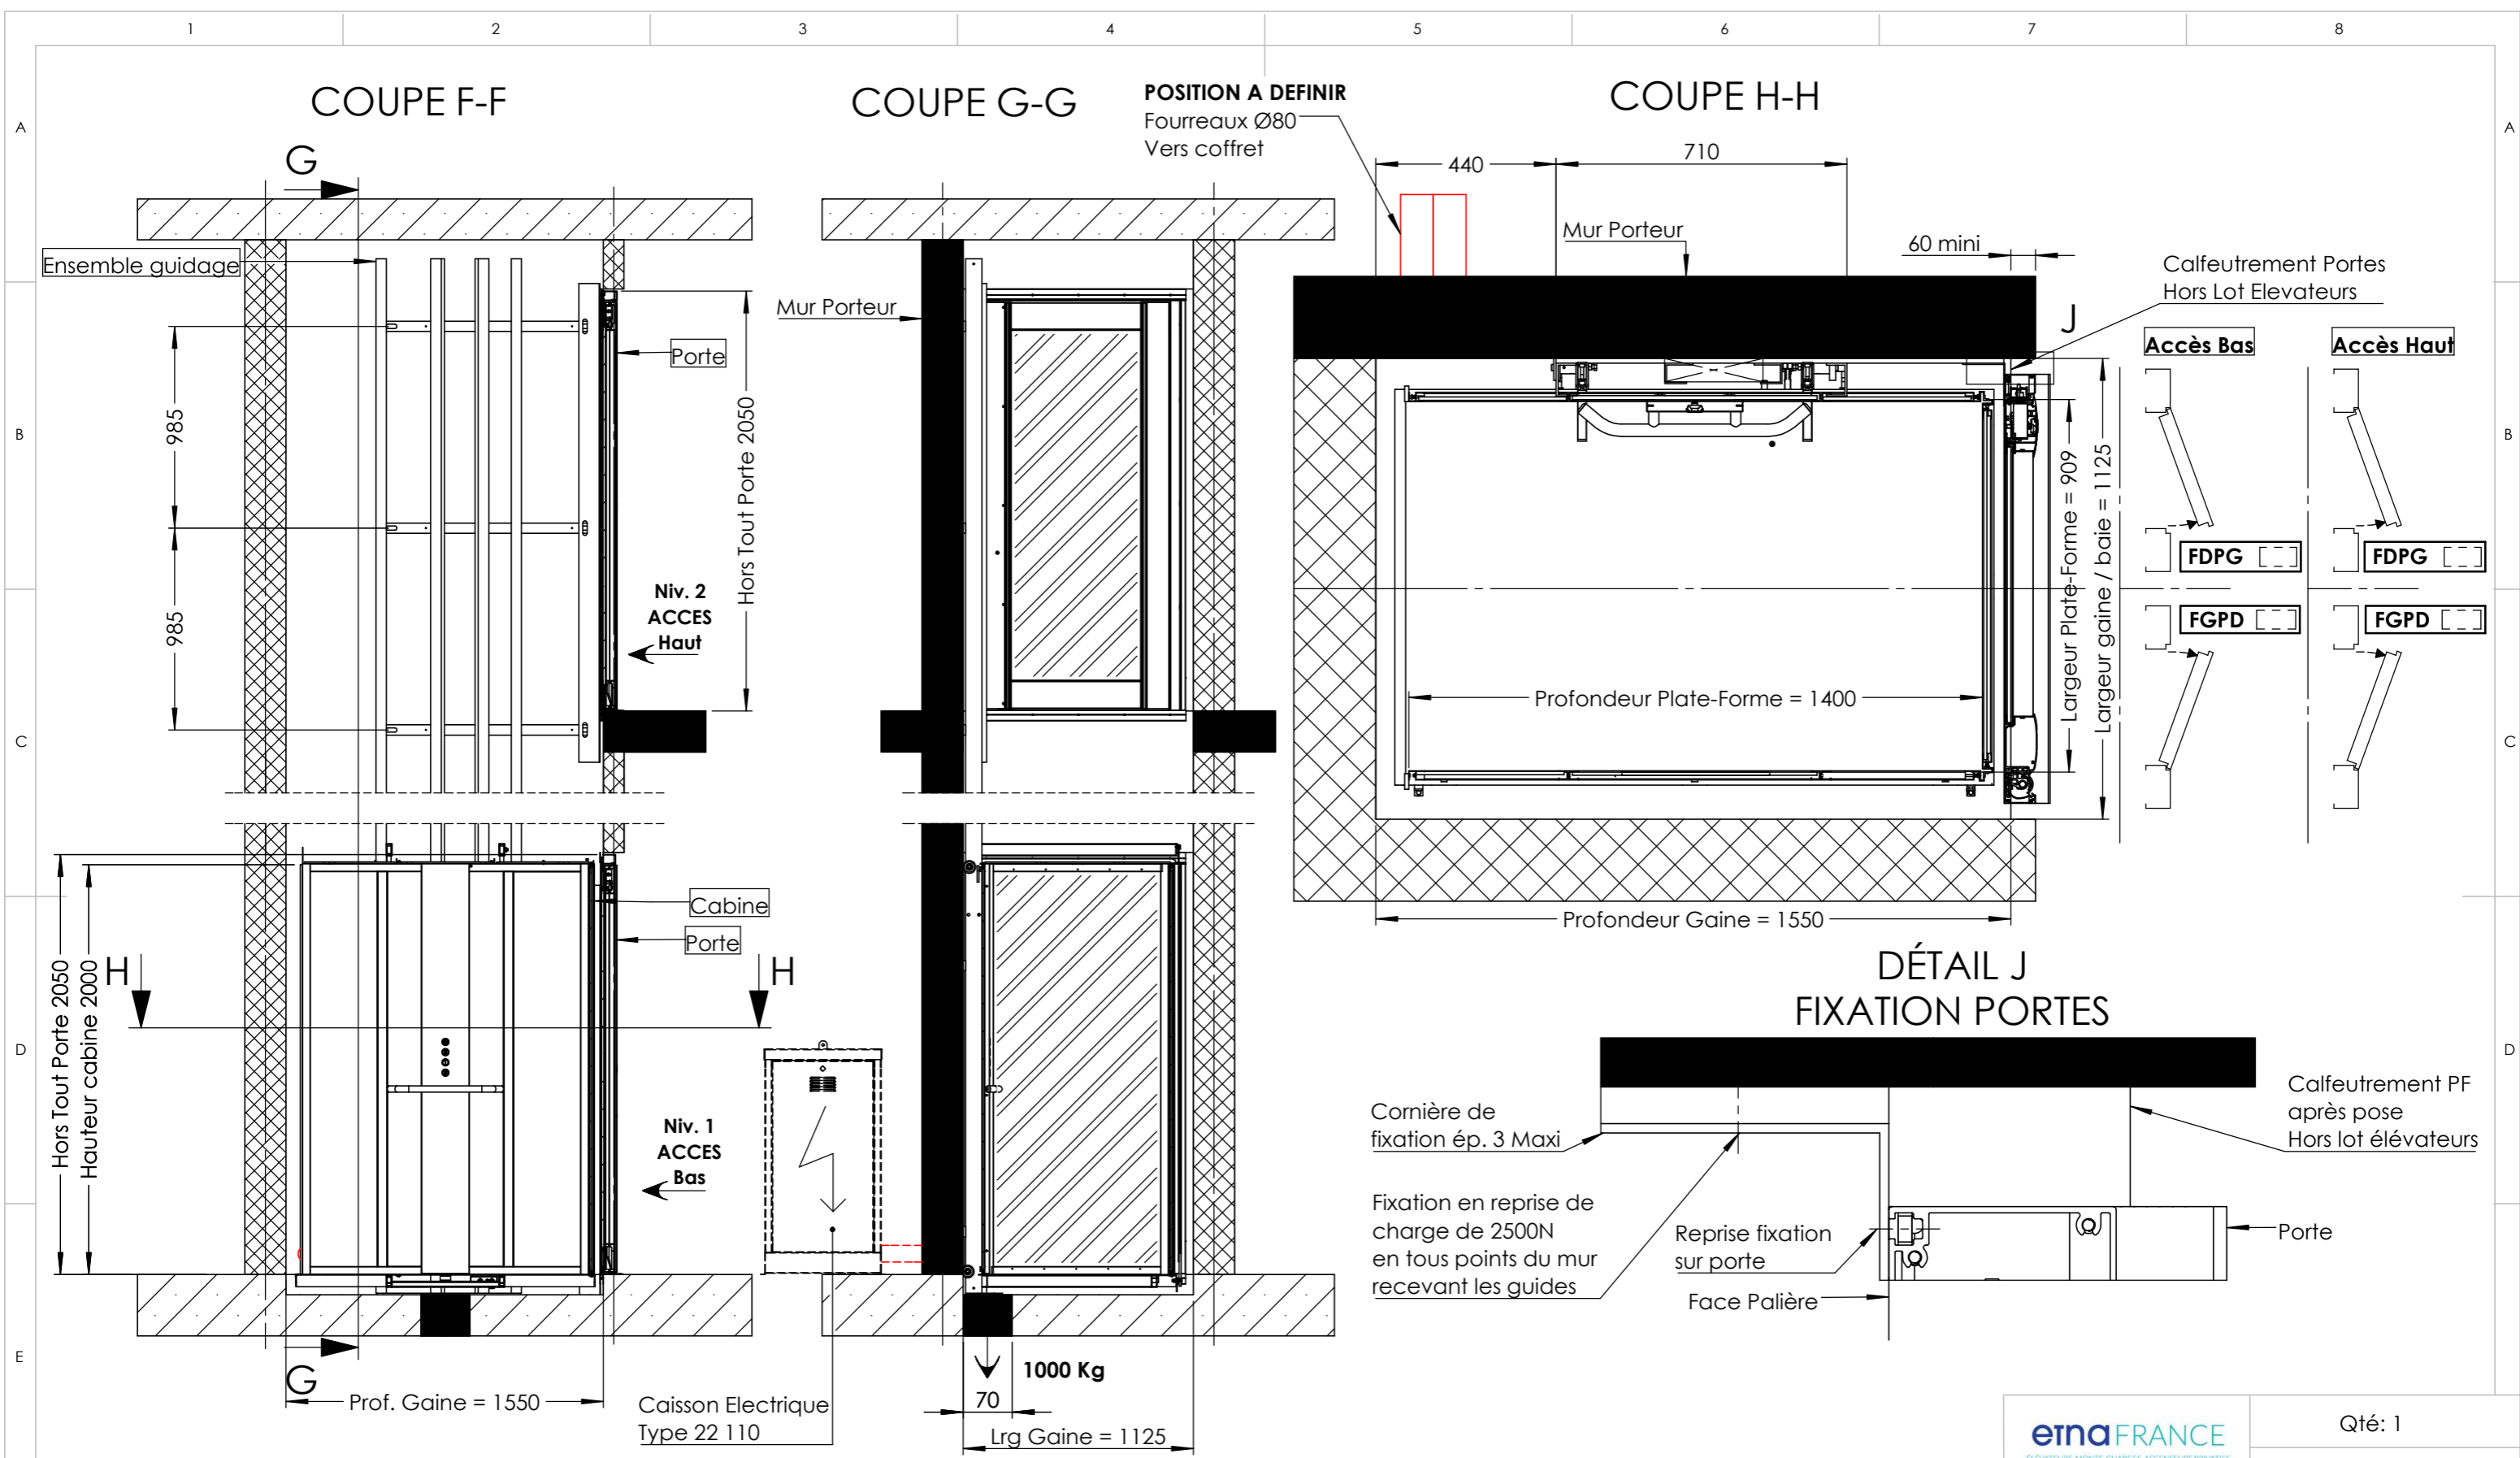 1 2 3 4 5 6 7 8
A
B
C
D
E
A
B
C
D
COUPE F-F
G
Ensemble guidage
985
985
Porte
Hors Tout Porte 2050
Niv. 2
ACCES
Haut
Cabine
Porte
H
H
Hors Tout Porte 2050
Hauteur cabine 2000
Niv. 1
ACCES
Bas
G
Prof. Gaine = 1550
Caisson Electrique
Type 22 110
COUPE G-G
Mur Porteur
1000 Kg
70
Lrg Gaine = 1125
POSITION A DEFINIR
Fourreaux Ø80
Vers coffret
COUPE H-H
440
710
Mur Porteur
60 mini
Calfeutrement Portes
Hors Lot Elevateurs
J
Largeur Plate-Forme = 909
Largeur gaine / baie = 1125
Profondeur Plate-Forme = 1400
Profondeur Gaine = 1550
Accès Bas
Accès Haut
FDPG
FDPG
FGPD
FGPD
DÉTAIL J
FIXATION PORTES
Cornière de
fixation ép. 3 Maxi
Fixation en reprise de
charge de 2500N
en tous points du mur
recevant les guides
Reprise fixation
sur porte
Face Palière
Calfeutrement PF
après pose
Hors lot élévateurs
Porte
etna FRANCE
Qté: 1